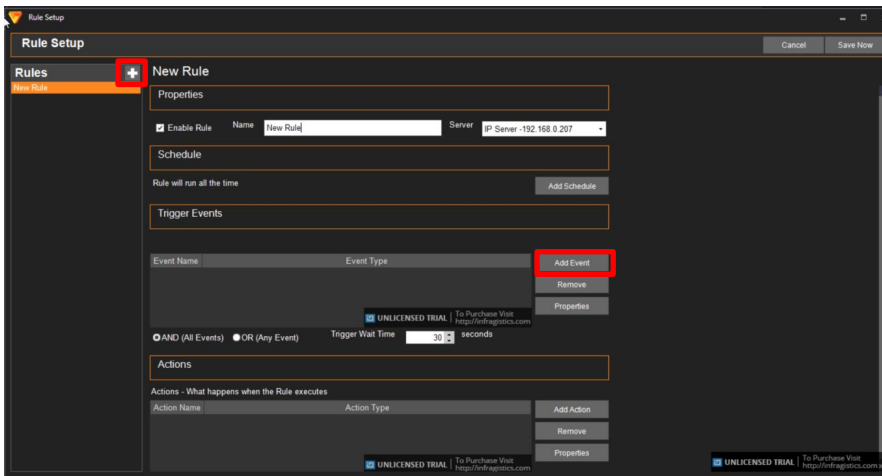 Rule Setup
Rule Setup
Cancel
Save Now
Rules
New Rule
New Rule
Properties
Enable Rule
Name
New Rule
Server
IP Server -192.168.0.207
Schedule
Rule will run all the time
Add Schedule
Trigger Events
Event Name
Event Type
Add Event
Remove
Properties
UNLICENSED TRIAL
To Purchase Visit
http://infragistics.com
AND (All Events)
OR (Any Event)
Trigger Wait Time
30
seconds
Actions
Actions - What happens when the Rule executes
Action Name
Action Type
Add Action
Remove
Properties
UNLICENSED TRIAL
To Purchase Visit
http://infragistics.com
UNLICENSED TRIAL
To Purchase Visit
http://infragistics.com